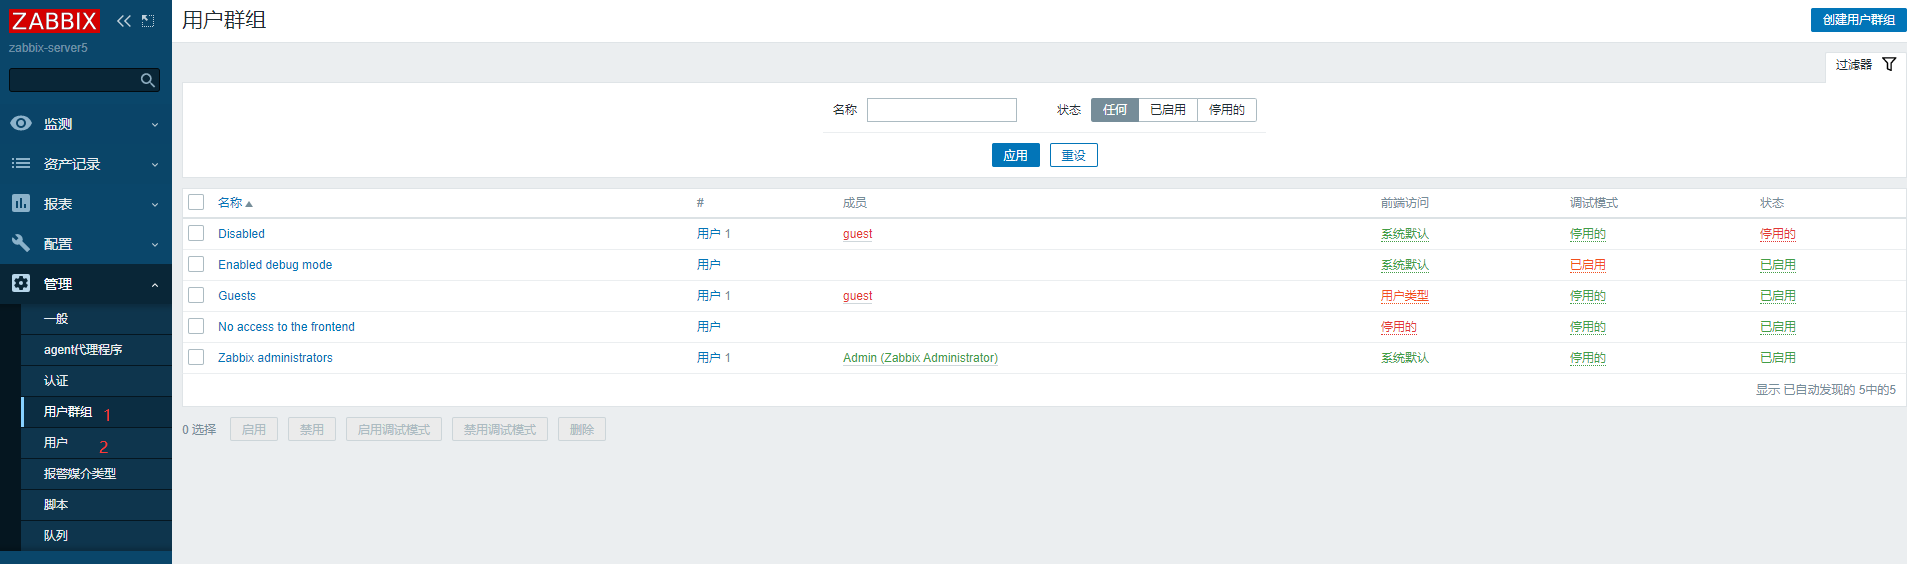 ZABBIX
zabbix-server5
监测
资产记录
报表
配置
管理
一般
agent代理程序
认证
用户群组 1
用户 2
报警媒介类型
脚本
队列
用户群组
创建用户群组
过滤器
名称 状态 任何 已启用 停用的
应用 重设
名称 # 成员 前端访问 调试模式 状态
Disabled 用户 1 guest 系统默认 停用的 停用的
Enabled debug mode 用户 系统默认 已启用 已启用
Guests 用户 1 guest 用户类型 停用的 已启用
No access to the frontend 用户 停用的 停用的 已启用
Zabbix administrators 用户 1 Admin (Zabbix Administrator) 系统默认 停用的 已启用
显示 已自动发现的 5中的5
0 选择 启用 禁用 启用调试模式 禁用调试模式 删除